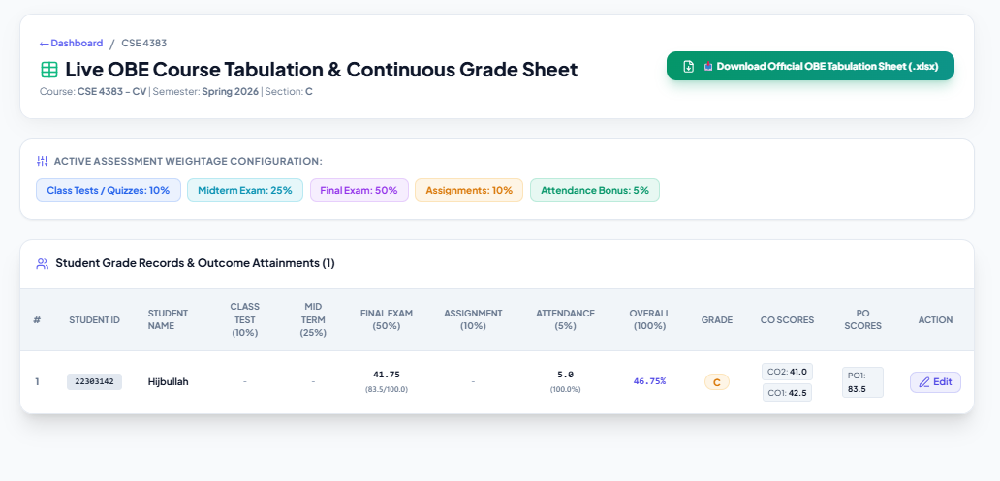 ← Dashboard / CSE 4383
Live OBE Course Tabulation & Continuous Grade Sheet
Course: CSE 4383 – CV | Semester: Spring 2026 | Section: C
Download Official OBE Tabulation Sheet (.xlsx)
ACTIVE ASSESSMENT WEIGHTAGE CONFIGURATION:
Class Tests / Quizzes: 10% Midterm Exam: 25% Final Exam: 50% Assignments: 10% Attendance Bonus: 5%
Student Grade Records & Outcome Attainments (1)
# STUDENT ID STUDENT NAME CLASS TEST (10%) MID TERM (25%) FINAL EXAM (50%) ASSIGNMENT (10%) ATTENDANCE (5%) OVERALL (100%) GRADE CO SCORES PO SCORES ACTION
1 22303142 Hijbullah - - 41.75 (83.5/100.0) - 5.0 (100.0%) 46.75% C CO2: 41.0 CO1: 42.5 PO1: 83.5 Edit